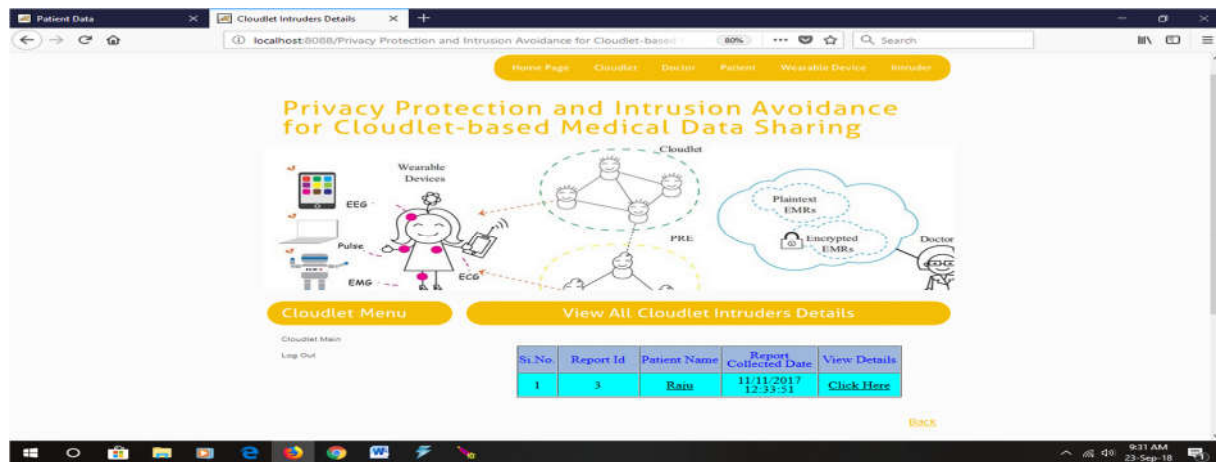 Patient Data
Cloudlet Intruders Details
localhost:8088/Privacy Protection and Intrusion Avoidance for Cloudlet-based
80%
Search
Home Page Cloudlet Doctor Patient Wearable Device Intruder
Privacy Protection and Intrusion Avoidance
for Cloudlet-based Medical Data Sharing
Cloudlet
Wearable
Devices
EEG
Plaintext
EMRs
Pulse
PRE
Encrypted
EMRs
Doctor
EMG
ECG
Cloudlet Menu
View All Cloudlet Intruders Details
Cloudlet Main
Log Out
Si.No. Report Id Patient Name Report Collected Date View Details
1 3 Raju 11/11/2017 12:33:51 Click Here
Back
9:31 AM
23-Sep-18